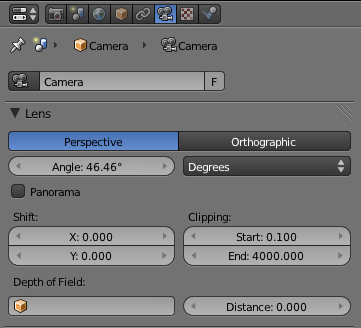 Camera Camera
Camera F
Lens
Perspective Orthographic
Angle: 46.46° Degrees
Panorama
Shift: Clipping:
X: 0.000 Start: 0.100
Y: 0.000 End: 4000.000
Depth of Field:
Distance: 0.000